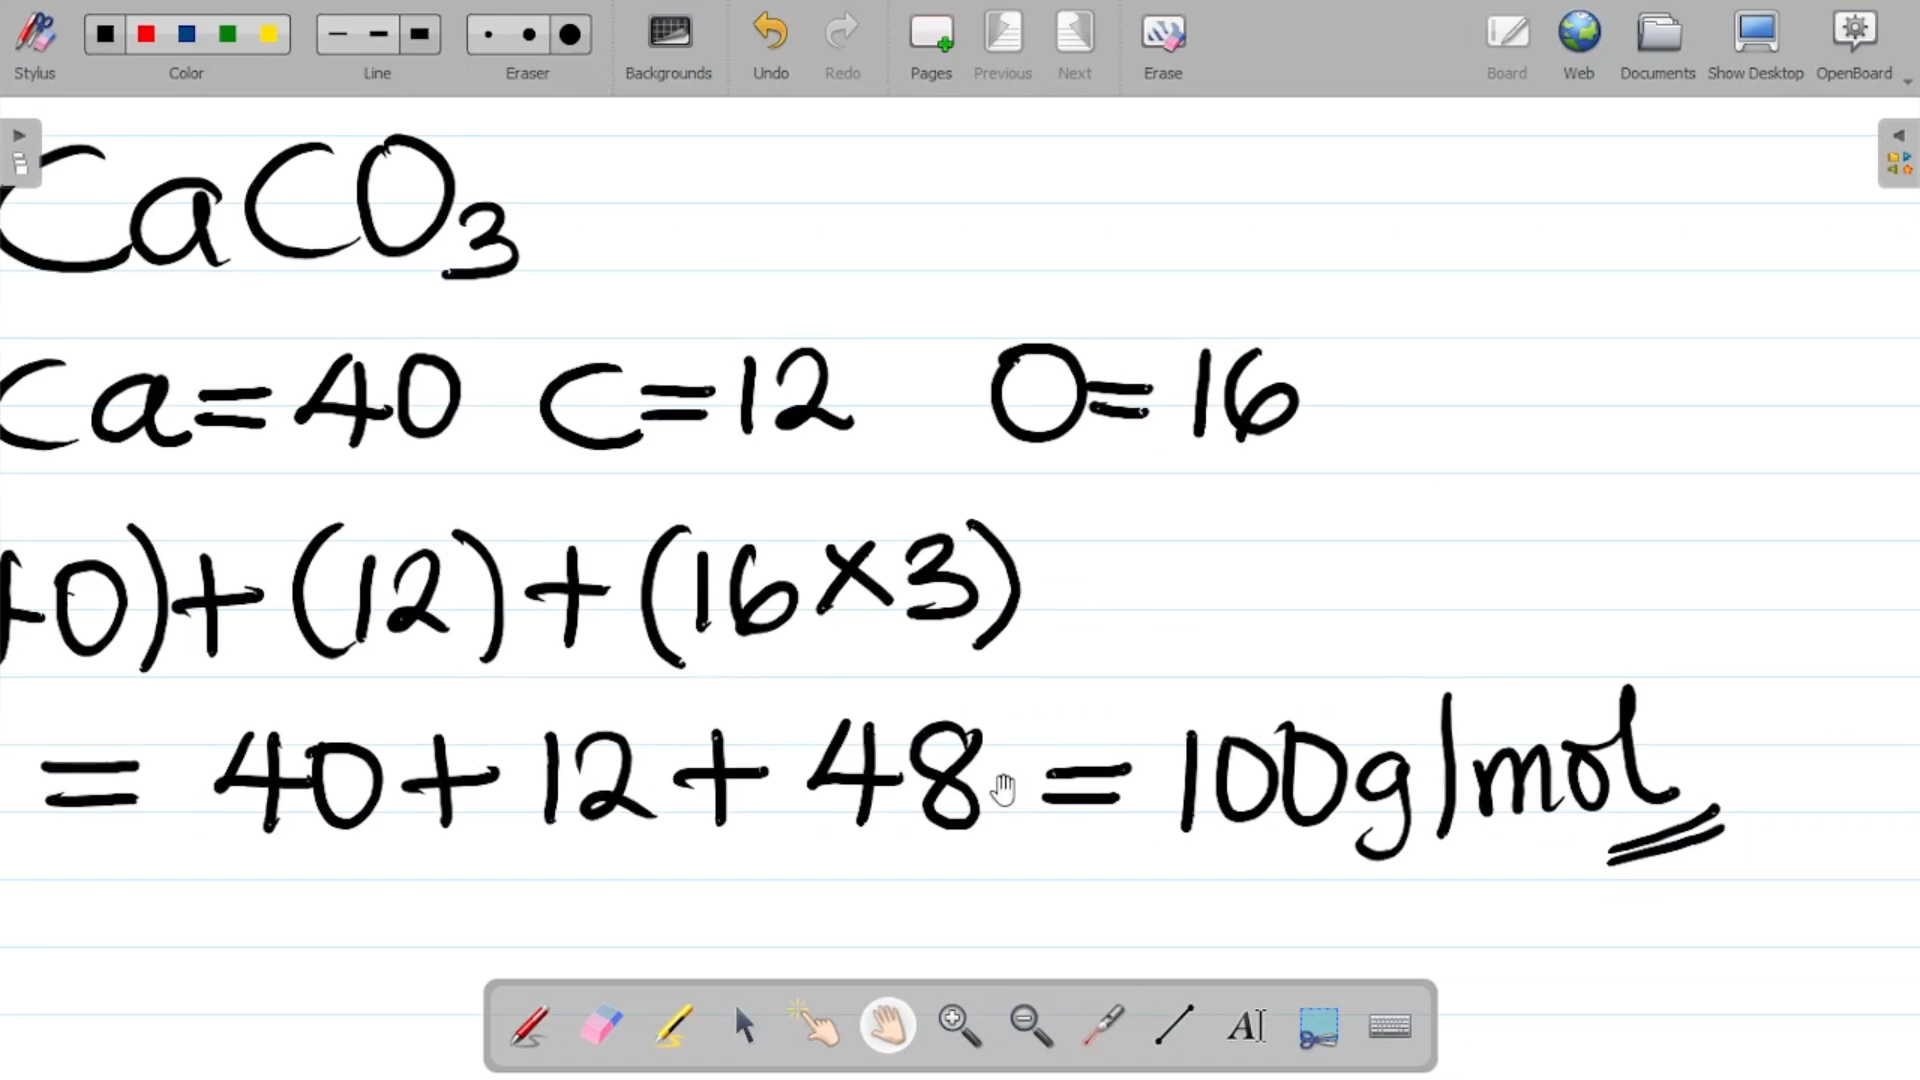 Stylus Color Line Eraser Backgrounds Undo Redo Pages Previous Next Erase Board Web Documents Show Desktop OpenBoard
CaCO₃
Ca=40 C=12 O=16
0)+(12)+(16×3)
= 40+12+48 = 100g/mol